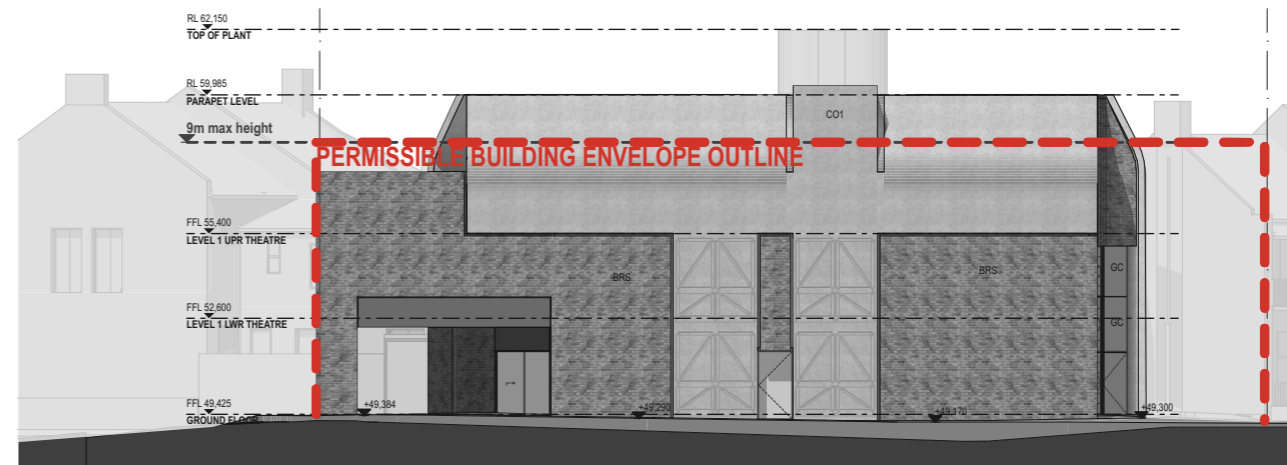 RL 62,150
TOP OF PLANT
RL 59,985
PARAPET LEVEL
CO1
9m max height
PERMISSIBLE BUILDING ENVELOPE OUTLINE
FFL 55,400
LEVEL 1 UPR THEATRE
BRS
BRS
GC
FFL 52,600
LEVEL 1 LWR THEATRE
GC
FFL 49,425
GROUND FLOOR
+49,384
+49,290
+49,170
+49,300